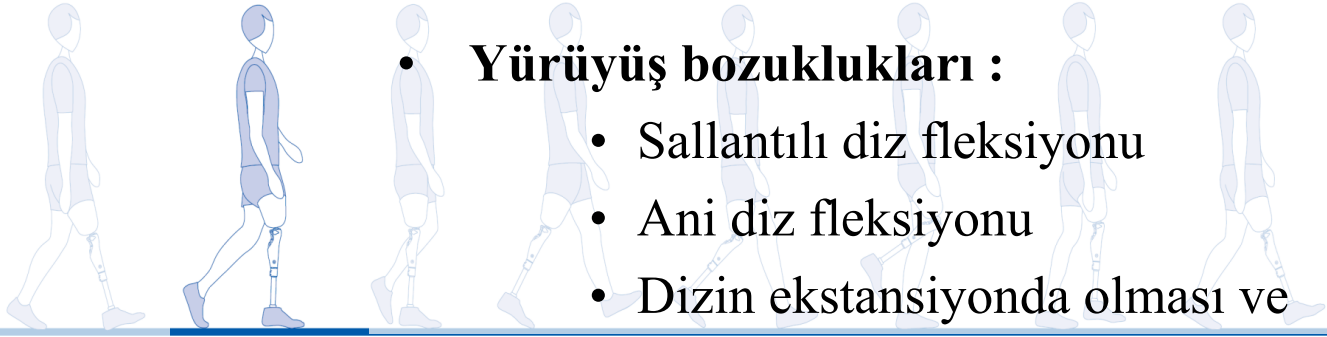 • Yürüyüş bozuklukları :
• Sallantılı diz fleksiyonu
• Ani diz fleksiyonu
• Dizin ekstansiyonda olması ve